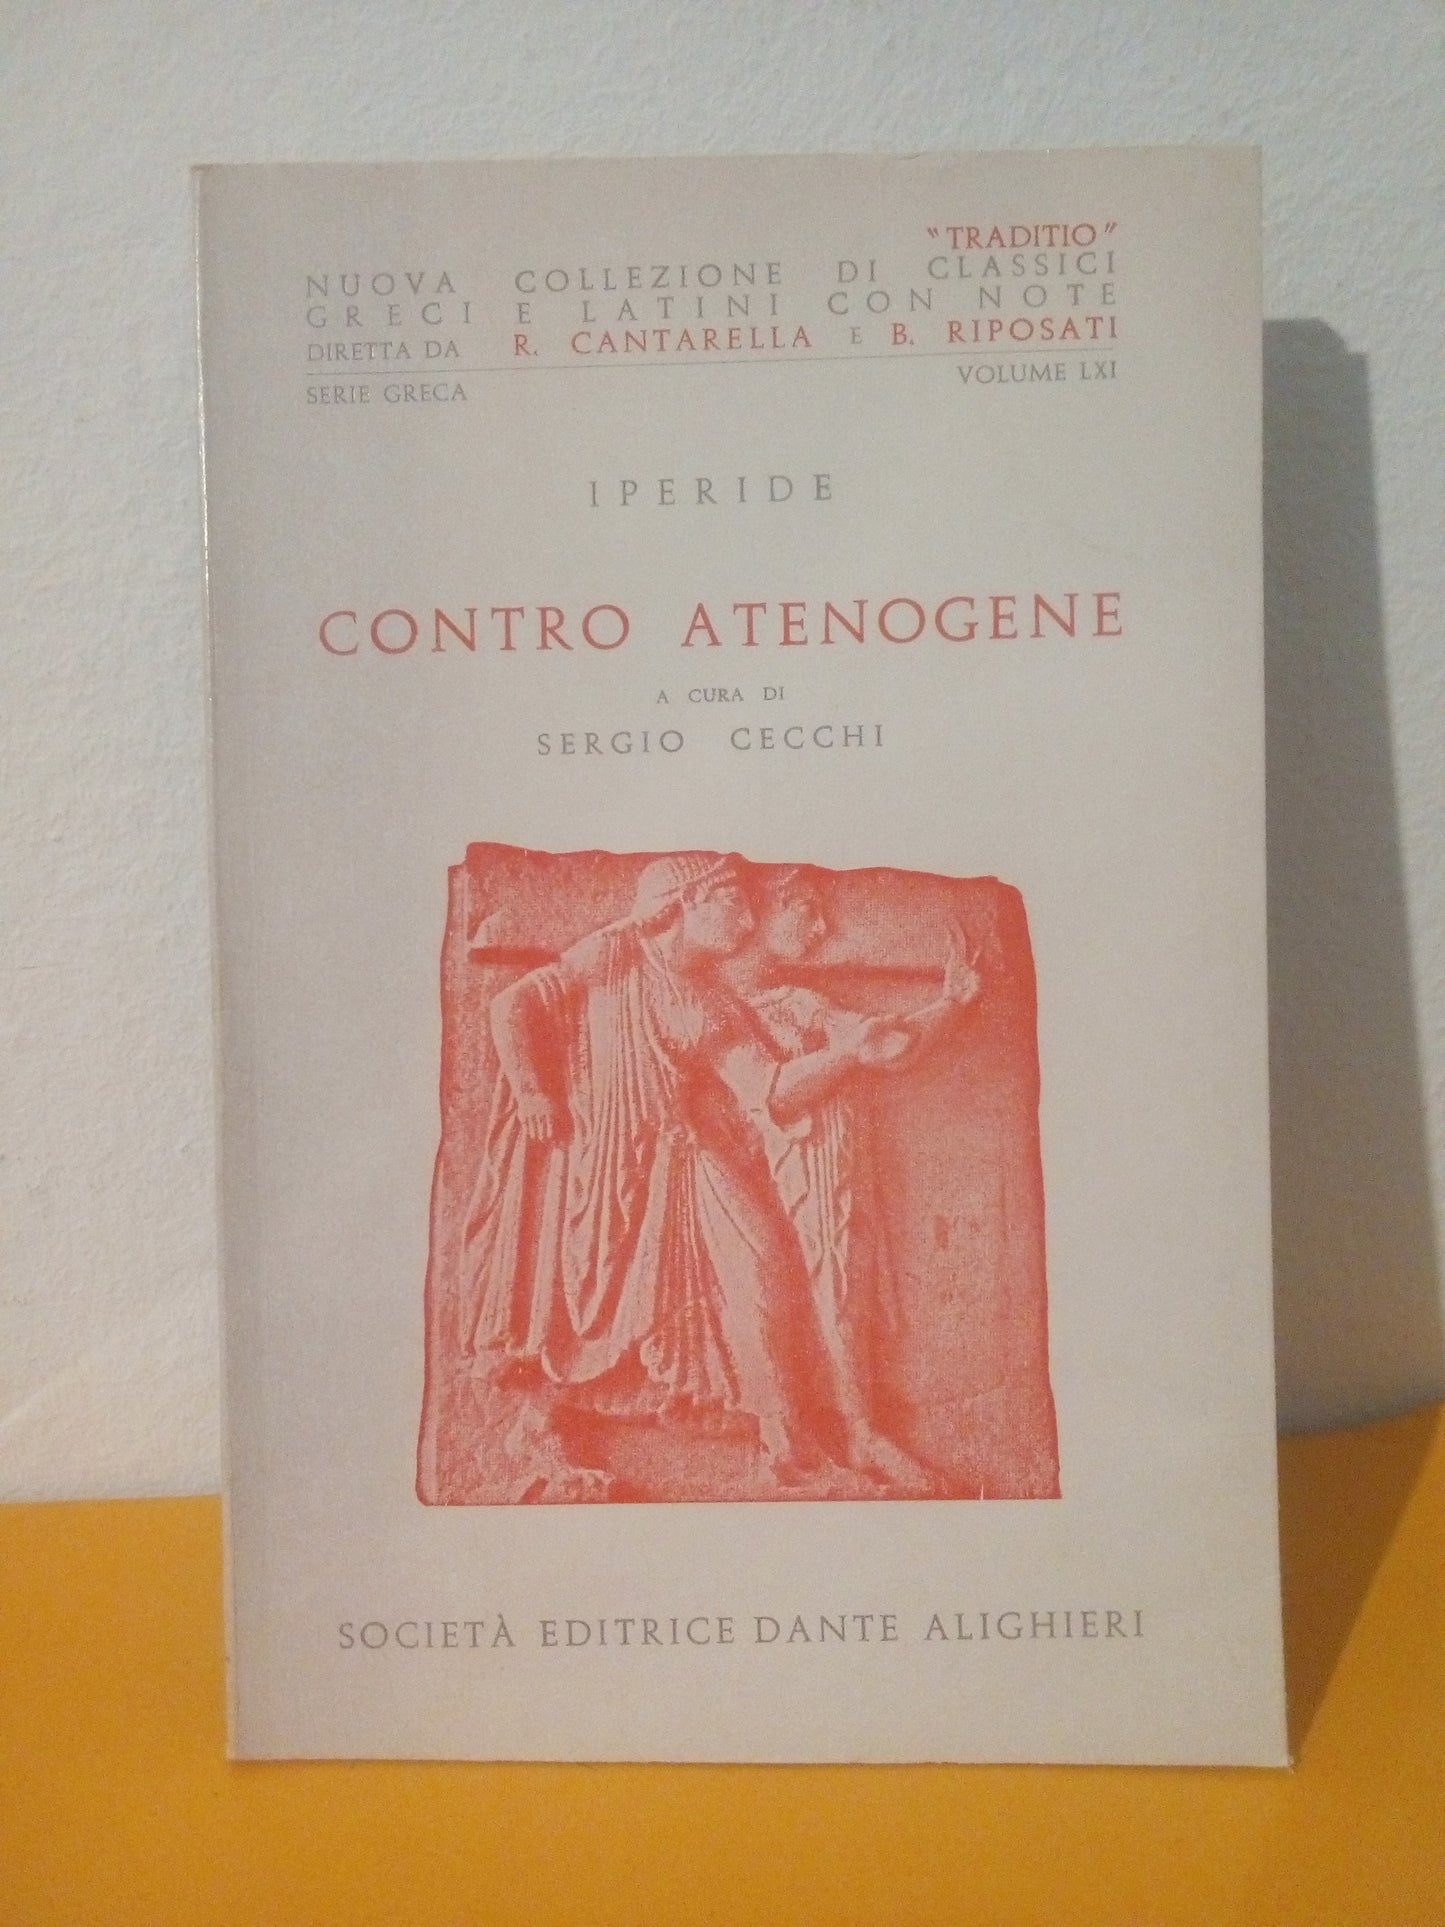 "TRADITIO"
NUOVA COLLEZIONE DI CLASSICI
GRECI E LATINI CON NOTE
DIRETTA DA R. CANTARELLA E B. RIPOSATI
SERIE GRECA VOLUME LXI
IPERIDE
CONTRO ATENOGENE
A CURA DI
SERGIO CECCHI
SOCIETÀ EDITRICE DANTE ALIGHIERI